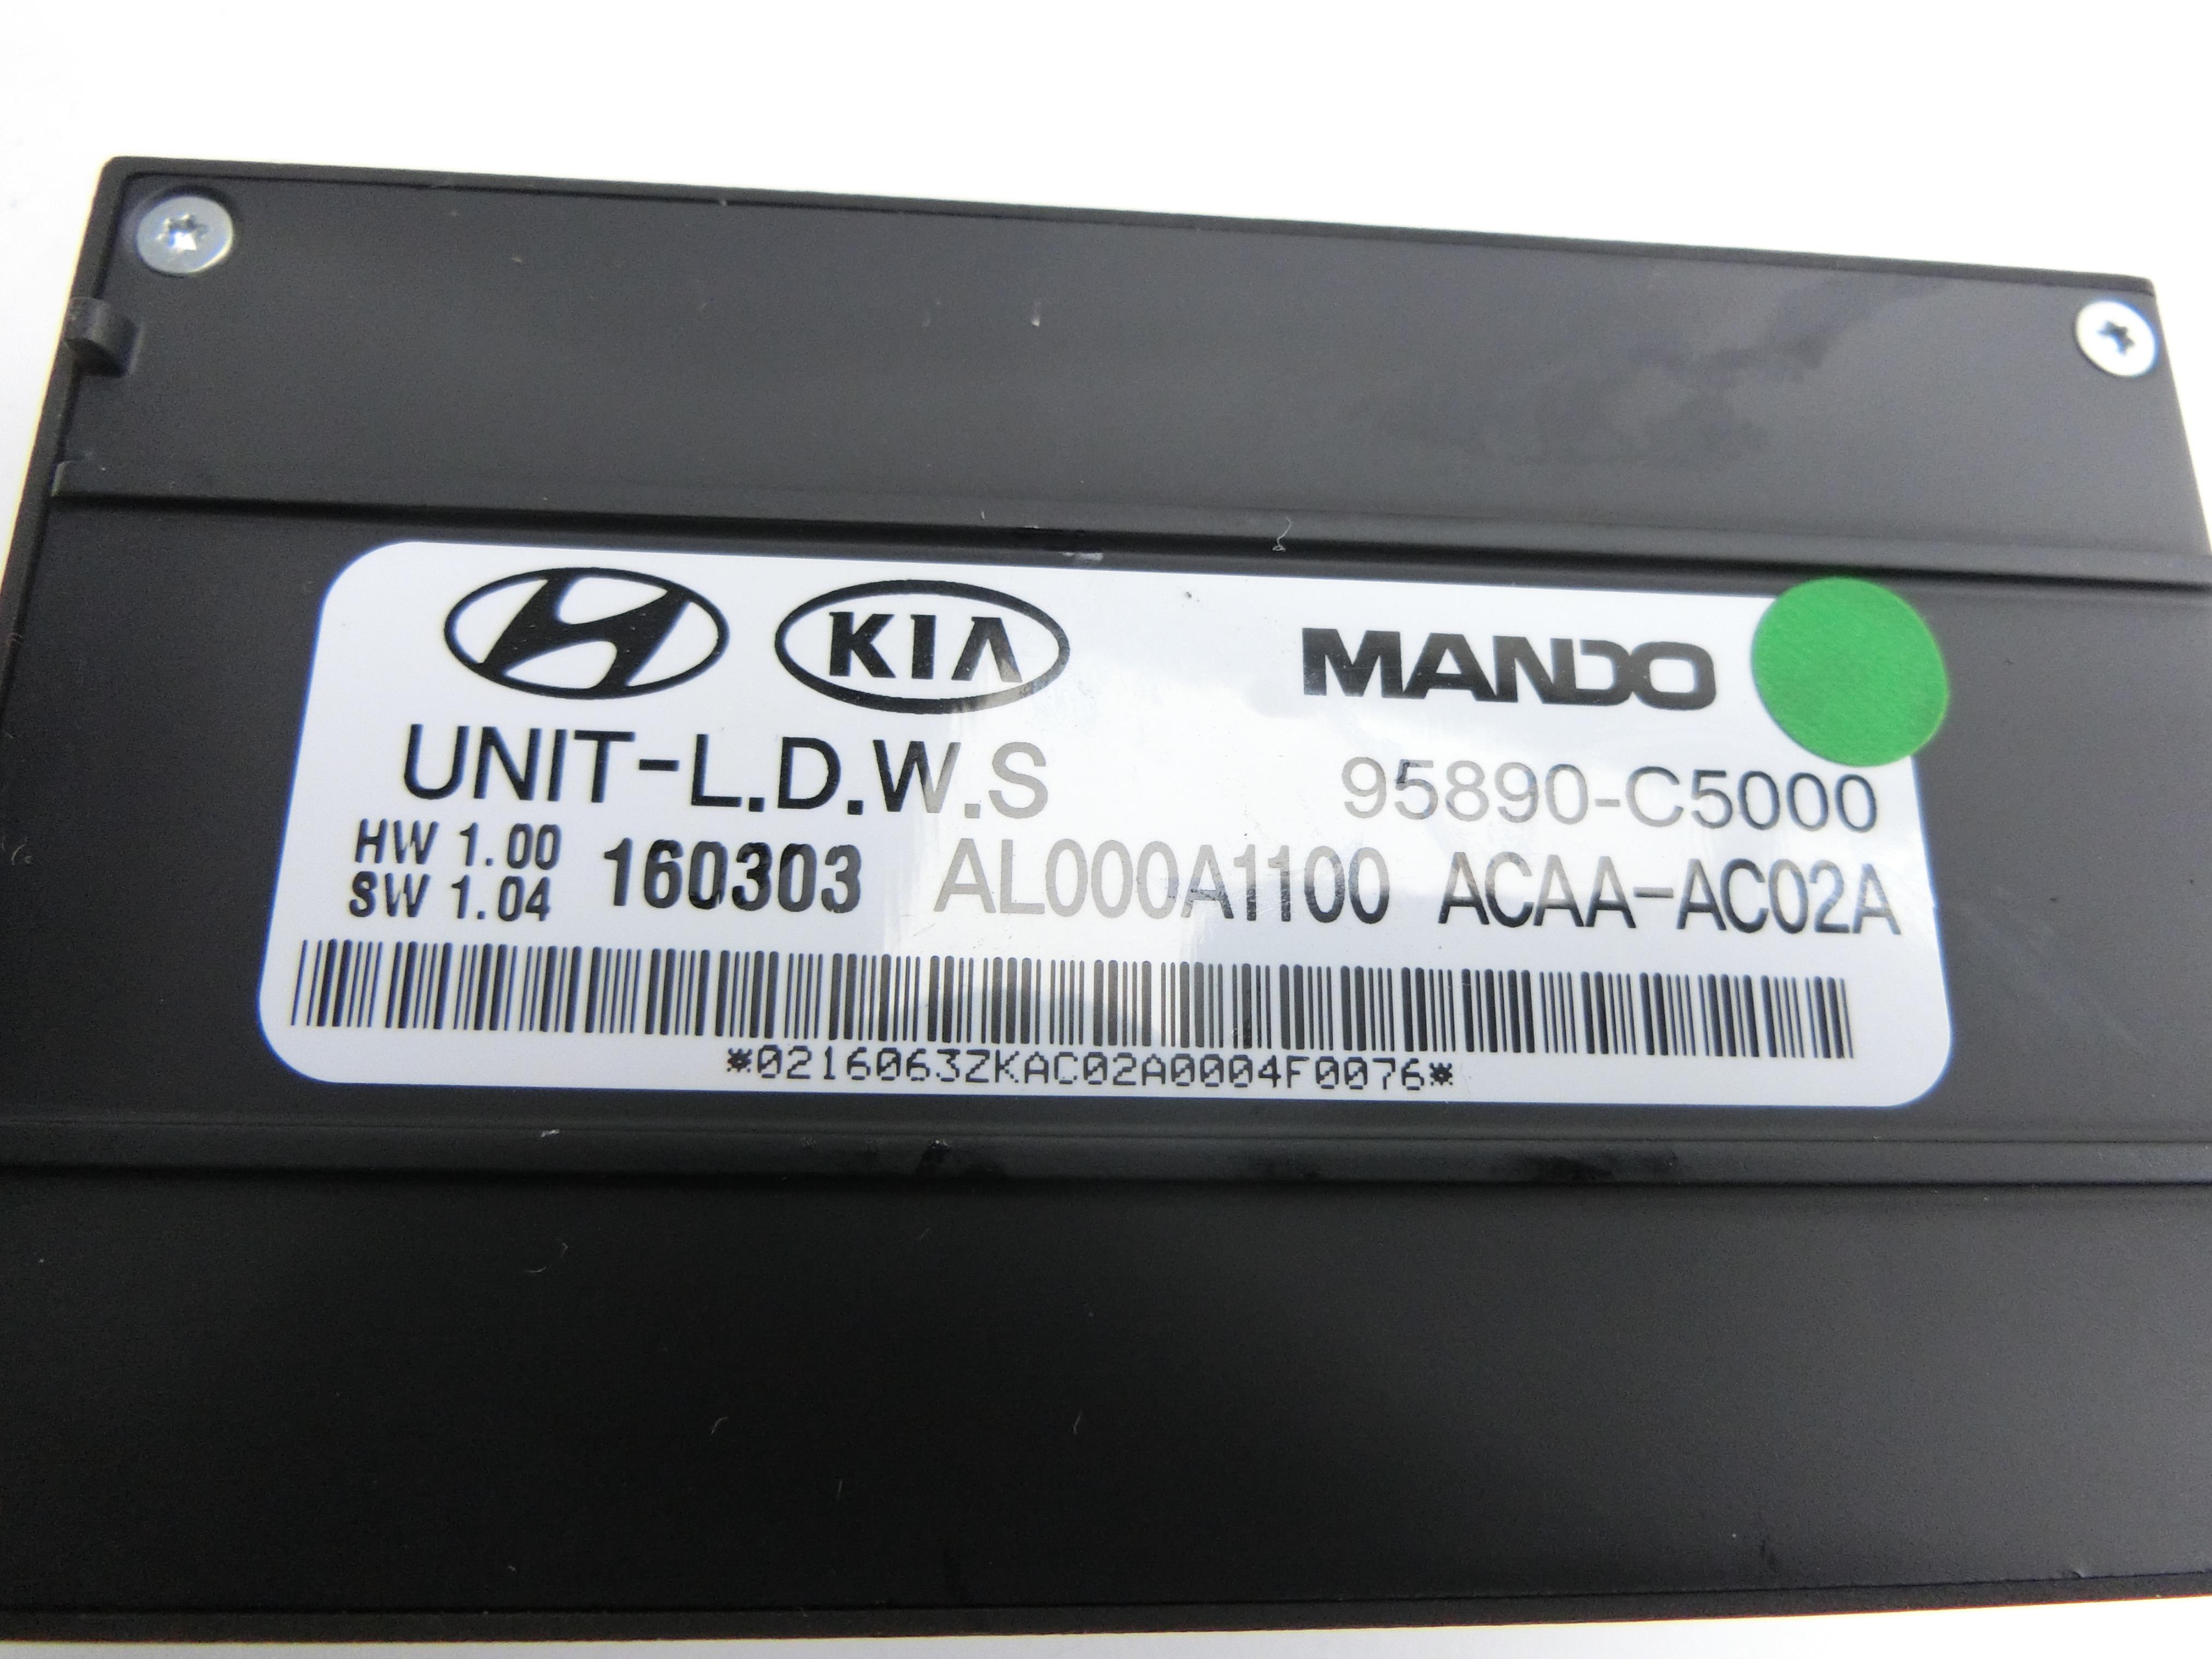 KIA MANDO
UNIT-L.D.W.S 95890-C5000
HW 1.00
SW 1.04
160303 AL000A1100 ACAA-AC02A
*0216063ZKAC02A0004F0076*